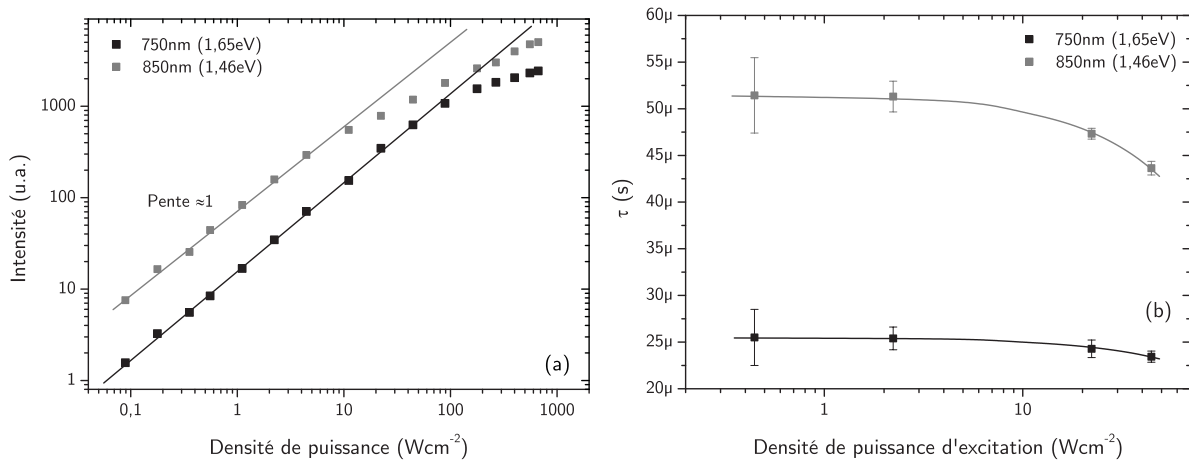 1000
100
10
1
Intensité (u.a.)
750nm (1,65eV)
850nm (1,46eV)
Pente ≈1
(a)
0,1
1
10
100
1000
Densité de puissance (Wcm-2)
60µ
55µ
50µ
45µ
40µ
35µ
30µ
25µ
20µ
τ (s)
750nm (1,65eV)
850nm (1,46eV)
(b)
1
10
Densité de puissance d'excitation (Wcm-2)